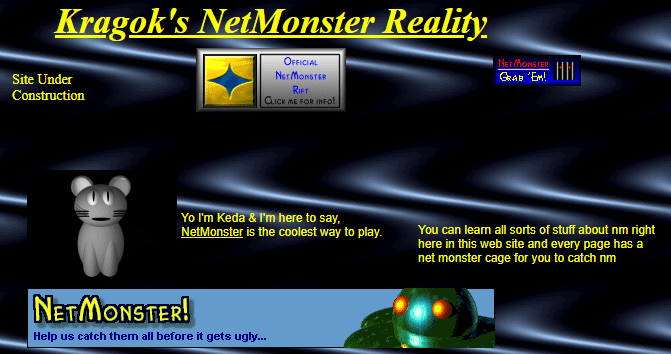 Kragok's NetMonster Reality
Site Under
Construction
Official
NetMonster
Rift
Click me for info!
NetMonster
Grab 'Em!
Yo I'm Keda & I'm here to say,
NetMonster is the coolest way to play.
You can learn all sorts of stuff about nm right
here in this web site and every page has a
net monster cage for you to catch nm
NetMonster!
Help us catch them all before it gets ugly...